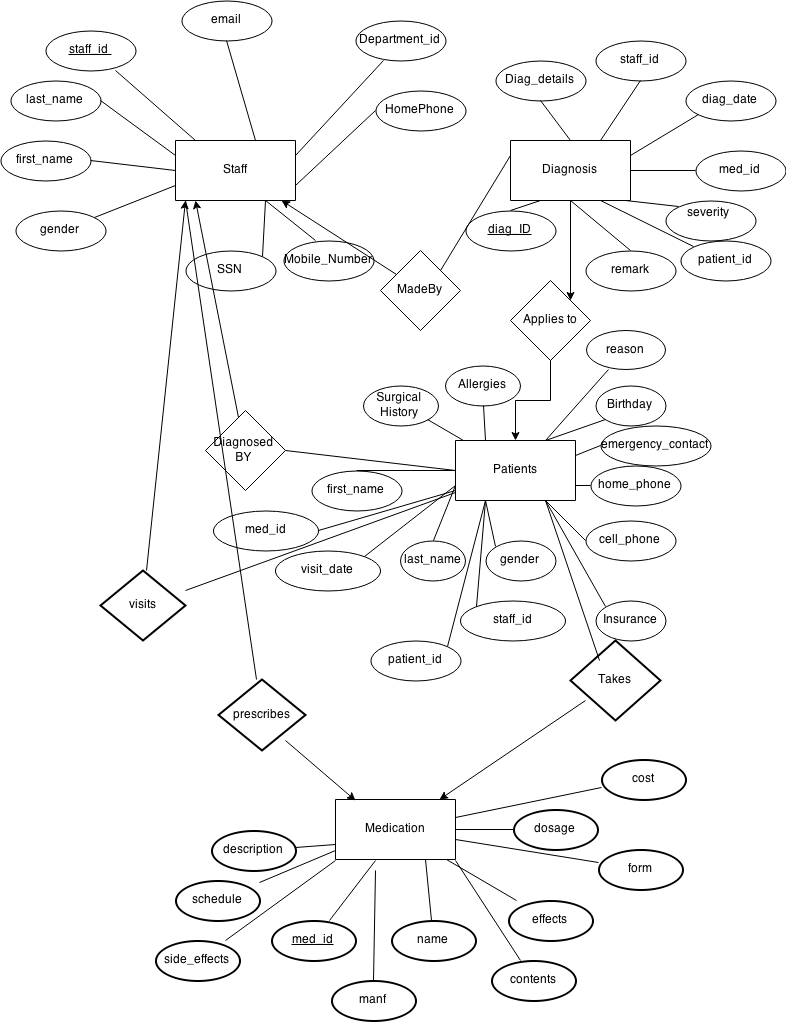 email
staff_id
Department_id
staff_id
Diag_details
last_name
HomePhone
diag_date
first_name
Staff
Diagnosis
med_id
gender
severity
diag_ID
SSN
Mobile_Number
patient_id
remark
MadeBy
Applies to
reason
Allergies
Surgical
History
Birthday
Diagnosed
BY
emergency_contact
Patients
first_name
home_phone
med_id
cell_phone
last_name
gender
visit_date
visits
staff_id
Insurance
patient_id
Takes
prescribes
cost
Medication
dosage
description
form
schedule
effects
side_effects
med_id
name
contents
manf